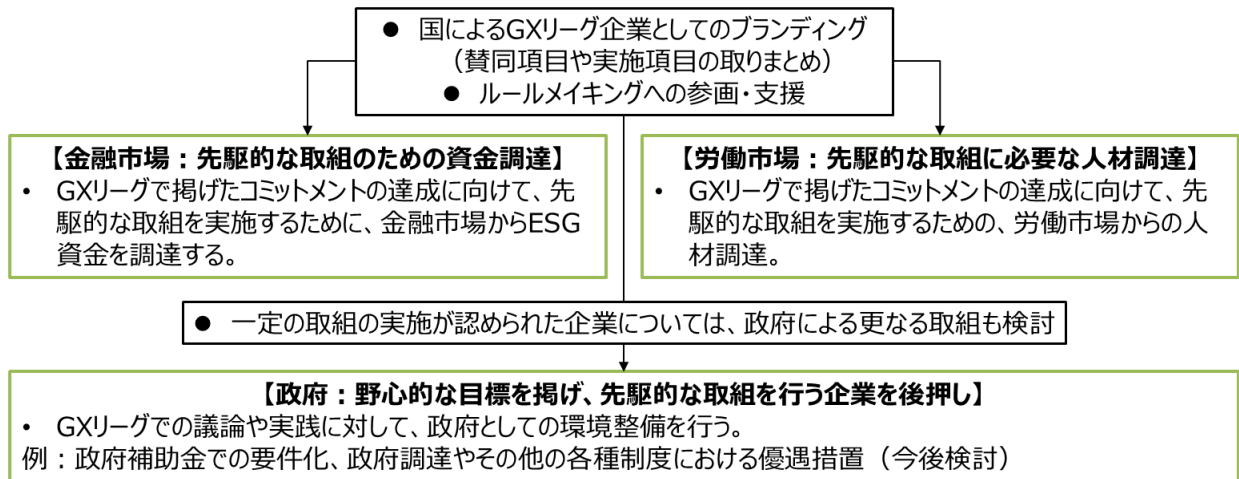 ● 国によるGXリーグ企業としてのブランディング
（賛同項目や実施項目の取りまとめ）
● ルールメイキングへの参画・支援
【金融市場：先駆的な取組のための資金調達】
• GXリーグで掲げたコミットメントの達成に向けて、先
駆的な取組を実施するために、金融市場からESG
資金を調達する。
【労働市場：先駆的な取組に必要な人材調達】
• GXリーグで掲げたコミットメントの達成に向けて、先
駆的な取組を実施するための、労働市場からの人
材調達。
● 一定の取組の実施が認められた企業については、政府による更なる取組も検討
【政府：野心的な目標を掲げ、先駆的な取組を行う企業を後押し】
• GXリーグでの議論や実践に対して、政府としての環境整備を行う。
例：政府補助金での要件化、政府調達やその他の各種制度における優遇措置（今後検討）